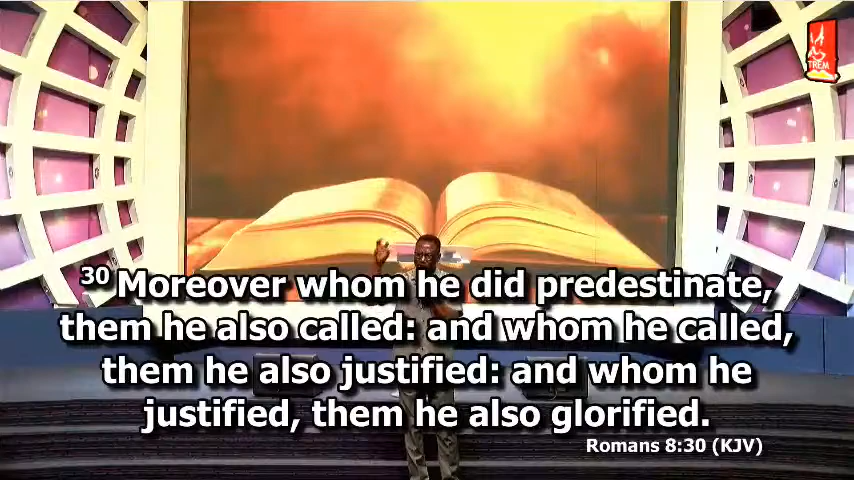 TREM
30 Moreover whom he did predestinate,
them he also called: and whom he called,
them he also justified: and whom he
justified, them he also glorified.
Romans 8:30 (KJV)